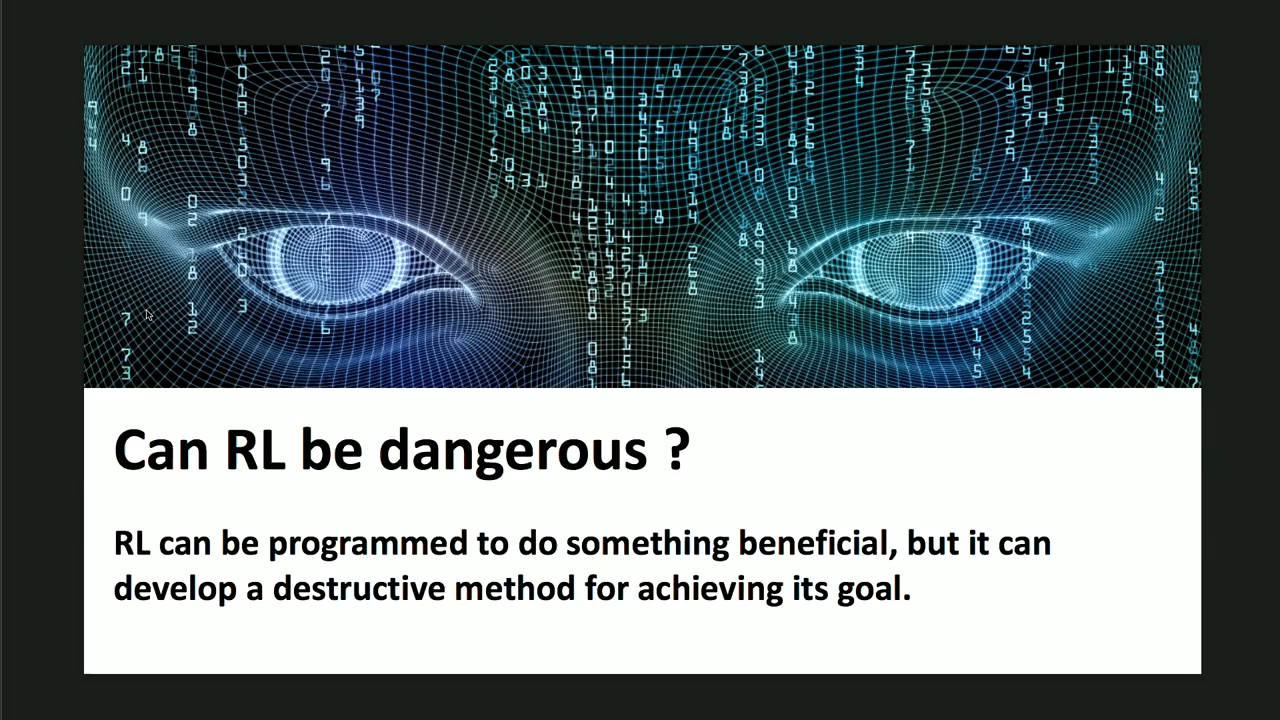 Can RL be dangerous ?
RL can be programmed to do something beneficial, but it can
develop a destructive method for achieving its goal.